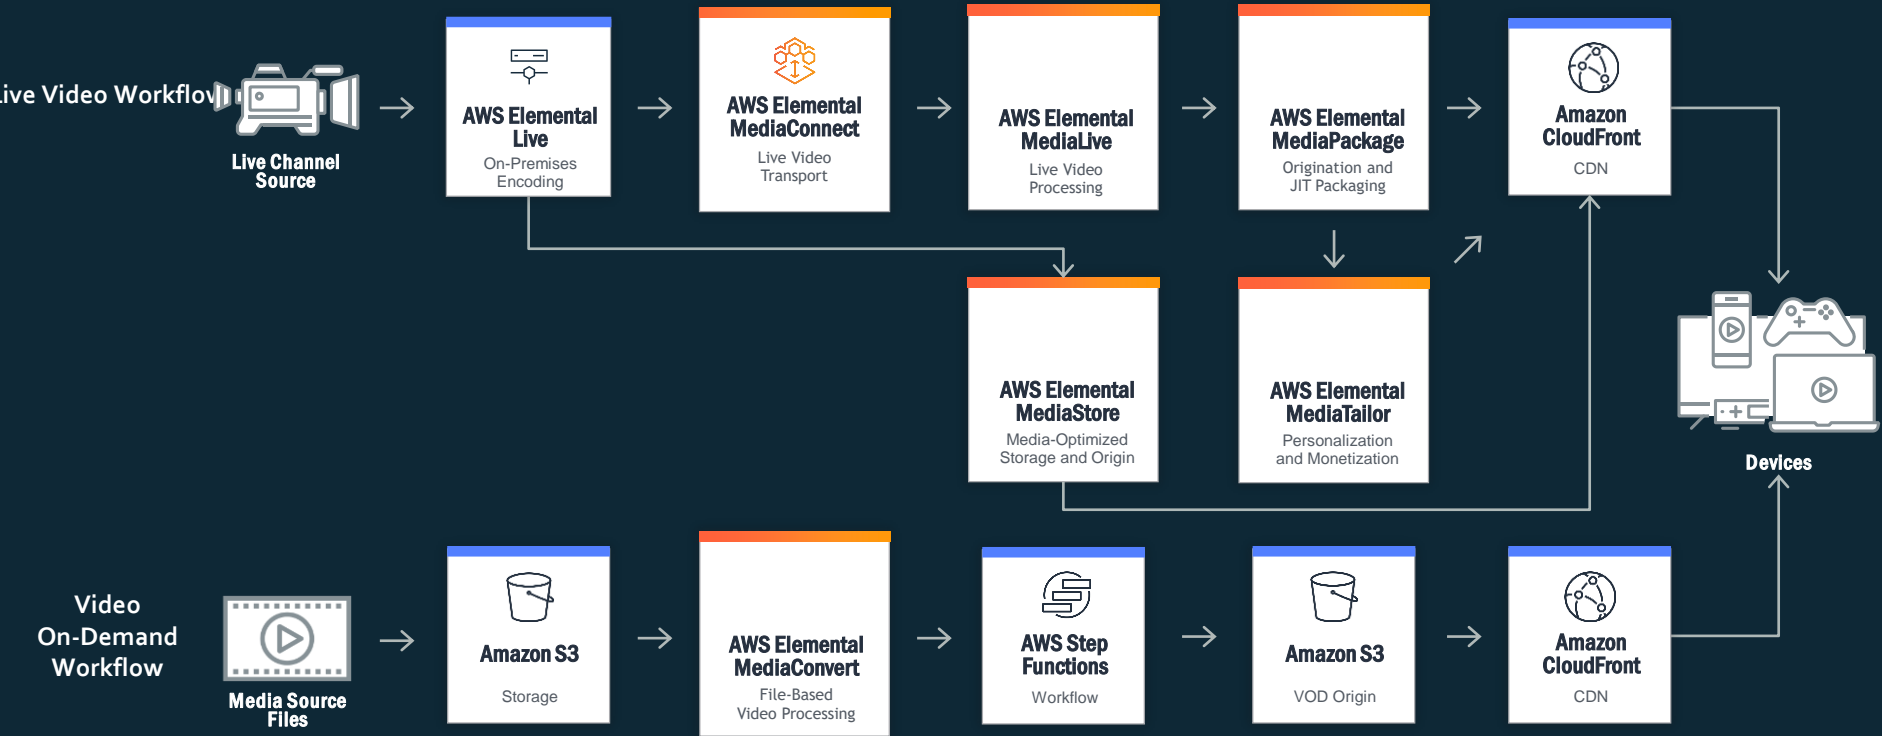 Live Video Workflow
Live Channel
Source
AWS Elemental
Live
On-Premises
Encoding
AWS Elemental
MediaConnect
Live Video
Transport
AWS Elemental
MediaLive
Live Video
Processing
AWS Elemental
MediaPackage
Origination and
JIT Packaging
Amazon
CloudFront
CDN
AWS Elemental
MediaStore
Media-Optimized
Storage and Origin
AWS Elemental
MediaTailor
Personalization
and Monetization
Devices
Video
On-Demand
Workflow
Media Source
Files
Amazon S3
Storage
AWS Elemental
MediaConvert
File-Based
Video Processing
AWS Step
Functions
Workflow
Amazon S3
VOD Origin
Amazon
CloudFront
CDN